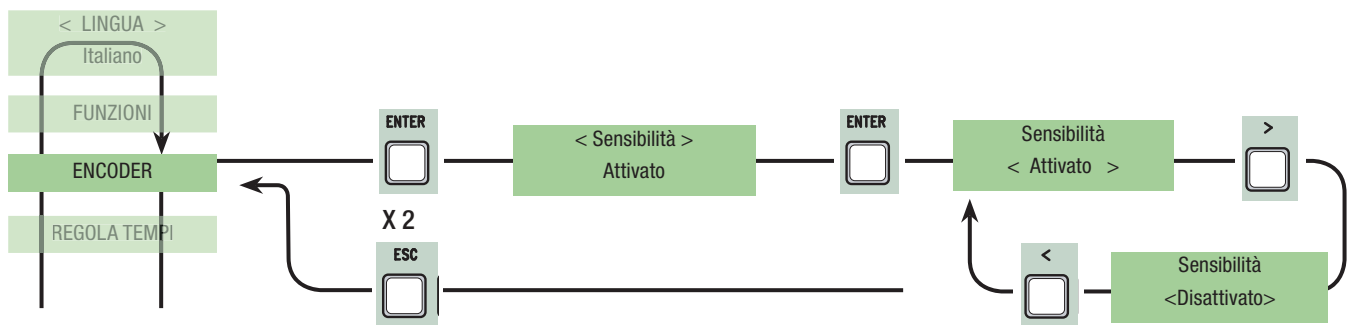 < LINGUA >
Italiano
FUNZIONI
ENCODER
REGOLA TEMPI
ENTER
X 2
ESC
< Sensibilità >
Attivato
ENTER
Sensibilità
< Attivato >
>
<
Sensibilità
<Disattivato>